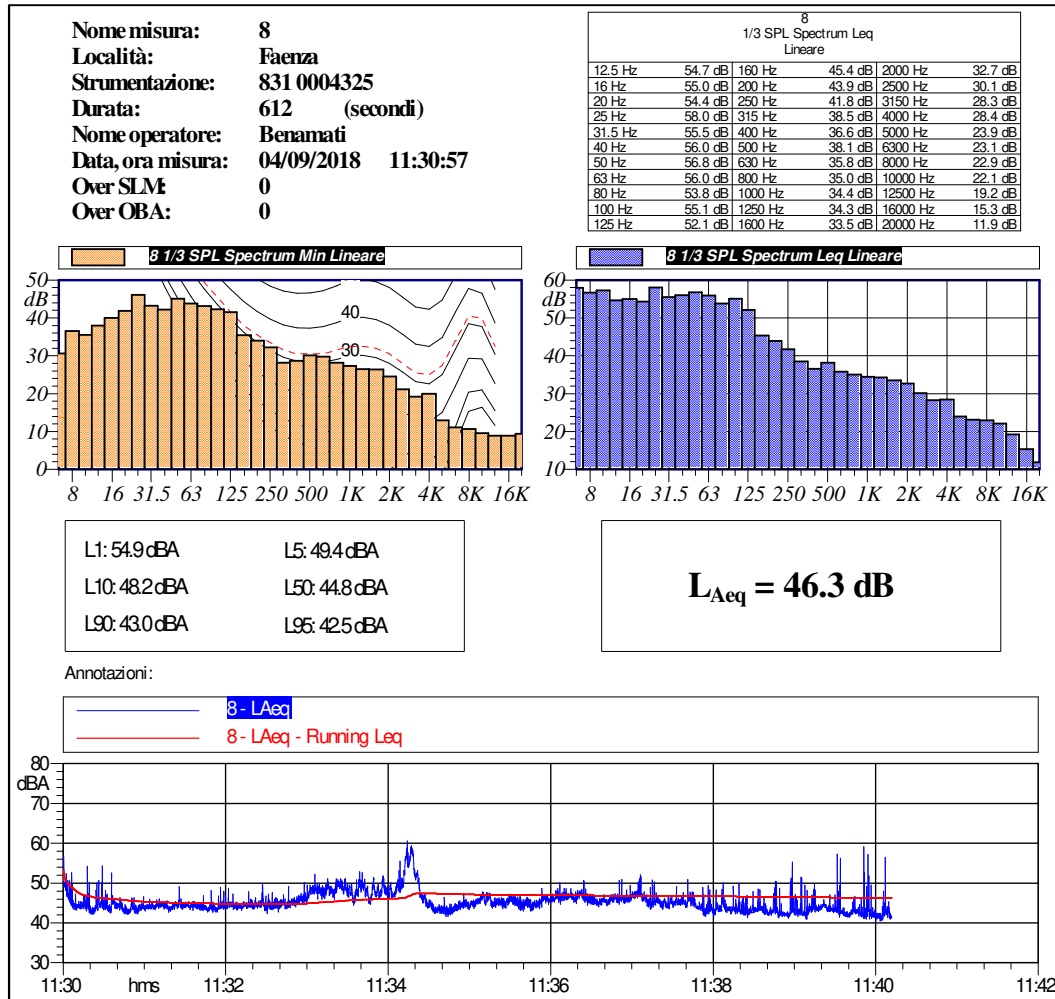 Nome misura: 8
Località: Faenza
Strumentazione: 831 0004325
Durata: 612 (secondi)
Nome operatore: Benamati
Data, ora misura: 04/09/2018 11:30:57
Over SLM: 0
Over OBA: 0
8
1/3 SPL Spectrum Leq
Lineare
12.5 Hz 54.7 dB 160 Hz 45.4 dB 2000 Hz 32.7 dB
16 Hz 55.0 dB 200 Hz 43.9 dB 2500 Hz 30.1 dB
20 Hz 54.4 dB 250 Hz 41.8 dB 3150 Hz 28.3 dB
25 Hz 58.0 dB 315 Hz 38.5 dB 4000 Hz 28.4 dB
31.5 Hz 55.5 dB 400 Hz 36.6 dB 5000 Hz 23.9 dB
40 Hz 56.0 dB 500 Hz 38.1 dB 6300 Hz 23.1 dB
50 Hz 56.8 dB 630 Hz 35.8 dB 8000 Hz 22.9 dB
63 Hz 56.0 dB 800 Hz 35.0 dB 10000 Hz 22.1 dB
80 Hz 53.8 dB 1000 Hz 34.4 dB 12500 Hz 19.2 dB
100 Hz 55.1 dB 1250 Hz 34.3 dB 16000 Hz 15.3 dB
125 Hz 52.1 dB 1600 Hz 33.5 dB 20000 Hz 11.9 dB
8 1/3 SPL Spectrum Min Lineare
50
dB
40
30
20
10
0
40
30
8 16 31.5 63 125 250 500 1K 2K 4K 8K 16K
8 1/3 SPL Spectrum Leq Lineare
60
dB
50
40
30
20
10
8 16 31.5 63 125 250 500 1K 2K 4K 8K 16K
L1: 54.9 dBA L5: 49.4 dBA
L10: 48.2 dBA L50: 44.8 dBA
L90: 43.0 dBA L95: 42.5 dBA
LAeq = 46.3 dB
Annotazioni:
8 - LAeq
8 - LAeq - Running Leq
80
dBA
70
60
50
40
30
11:30 hms 11:32 11:34 11:36 11:38 11:40 11:42